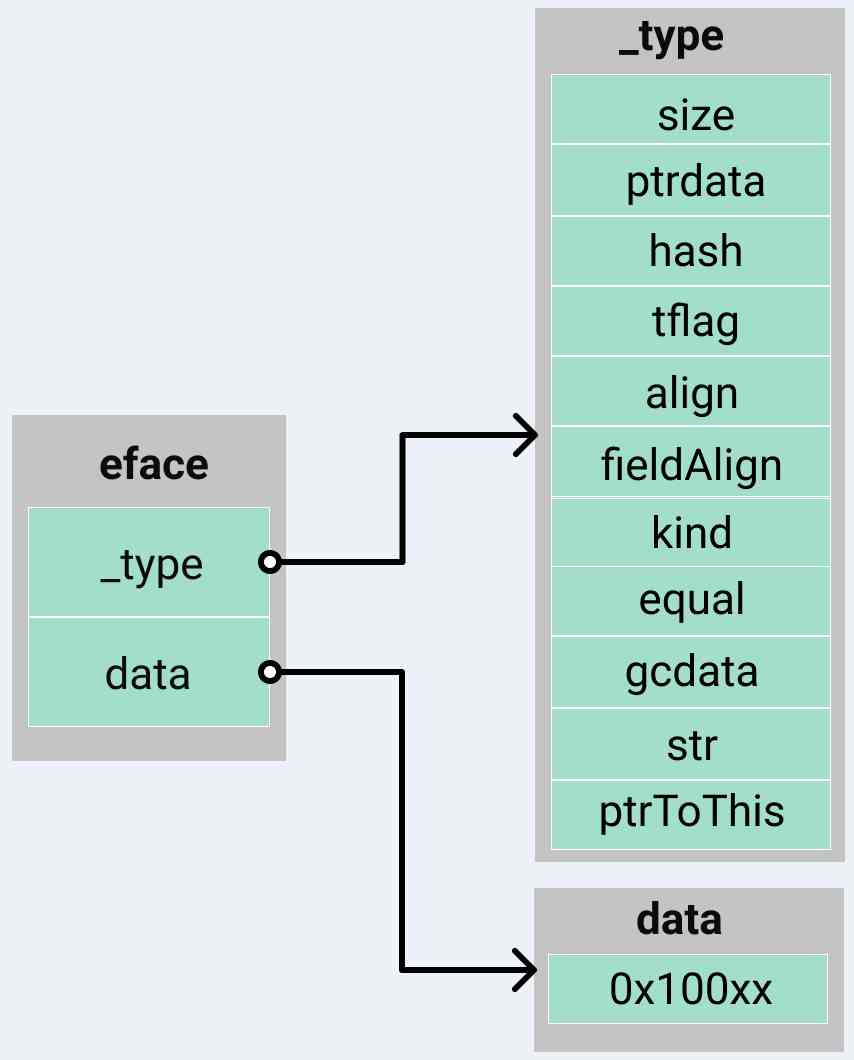 _type
size
ptrdata
hash
tflag
align
fieldAlign
kind
equal
gcdata
str
ptrToThis
eface
_type
data
data
0x100xx